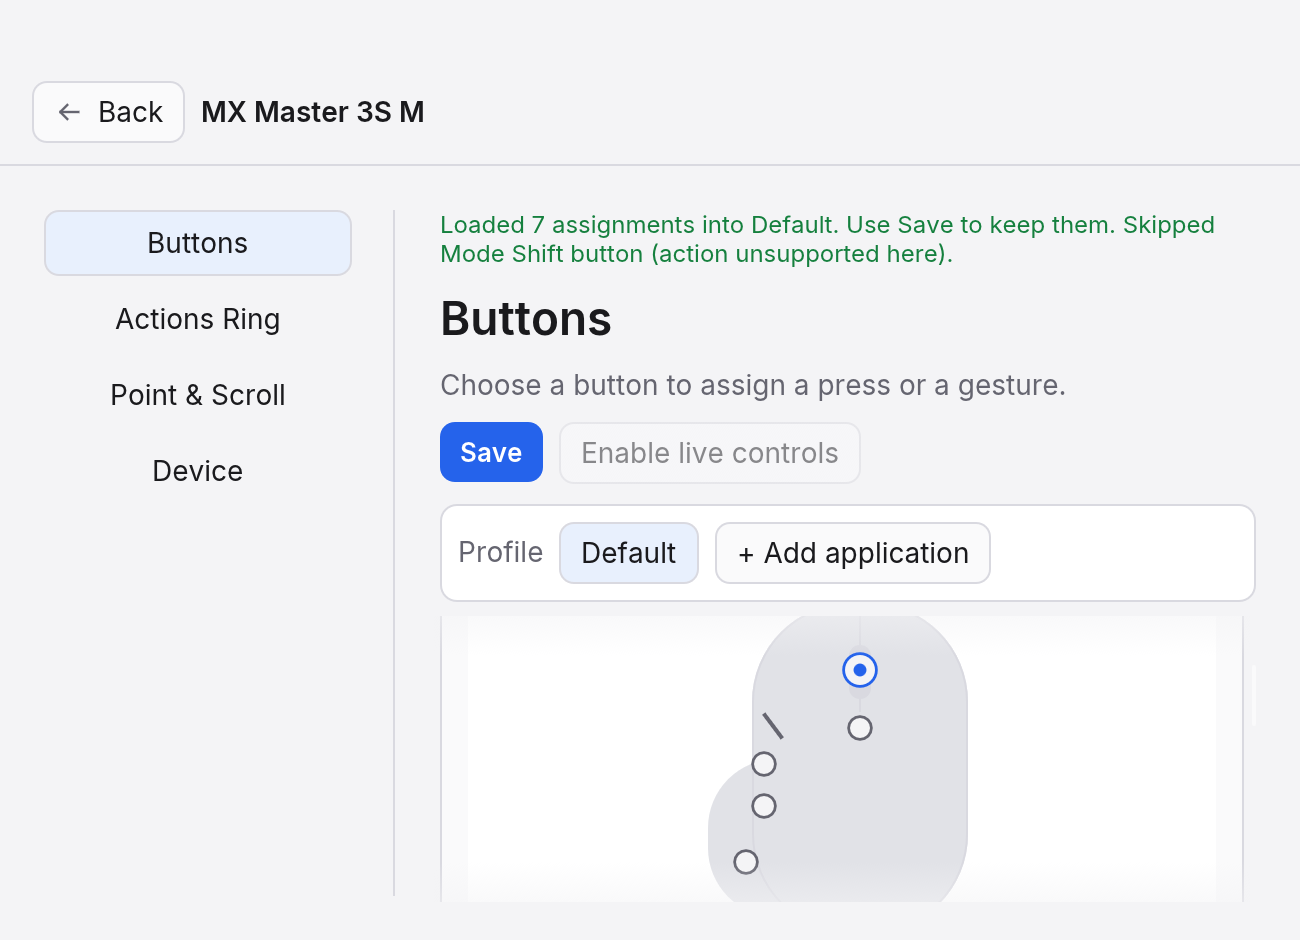 Back
MX Master 3S M
Buttons
Actions Ring
Point & Scroll
Device
Loaded 7 assignments into Default. Use Save to keep them. Skipped
Mode Shift button (action unsupported here).
Buttons
Choose a button to assign a press or a gesture.
Save
Enable live controls
Profile
Default
+ Add application